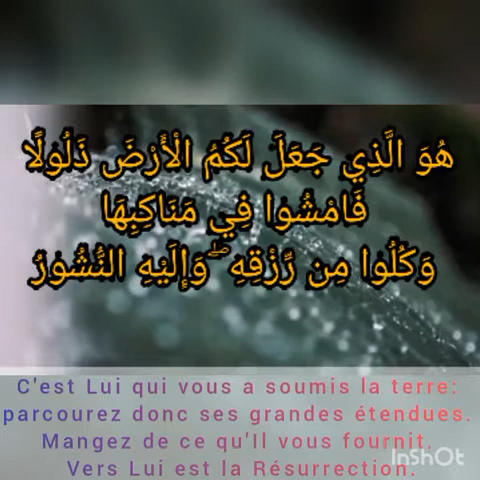 هُوَ الَّذِي جَعَلَ لَكُمُ الْأَرْضَ ذَلُولًا
فَامْشُوا فِي مَنَاكِبِهَا
وَكُلُوا مِن رِّزْقِهِ ۖ وَإِلَيْهِ النُّشُورُ
C'est Lui qui vous a soumis la terre:
parcourez donc ses grandes étendues.
Mangez de ce qu'Il vous fournit.
Vers Lui est la Résurrection.
InShOt